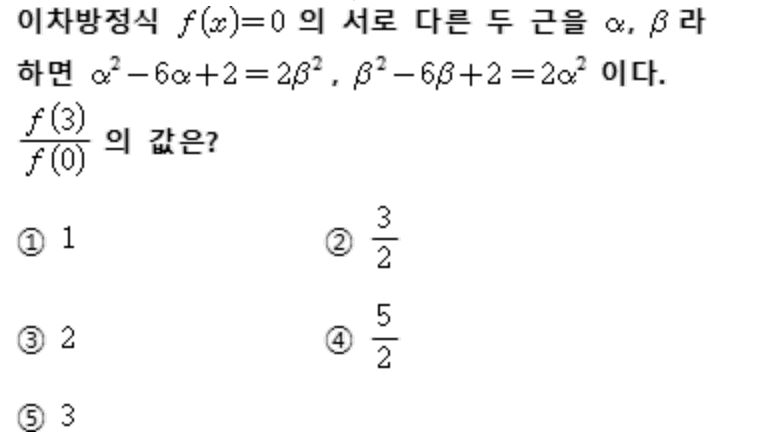 이차방정식 f(x)=0 의 서로 다른 두 근을 α, β 라
하면 α²-6α+2=2β², β²-6β+2=2α² 이다.
f(3)/f(0) 의 값은?
① 1 ② 3/2
③ 2 ④ 5/2
⑤ 3